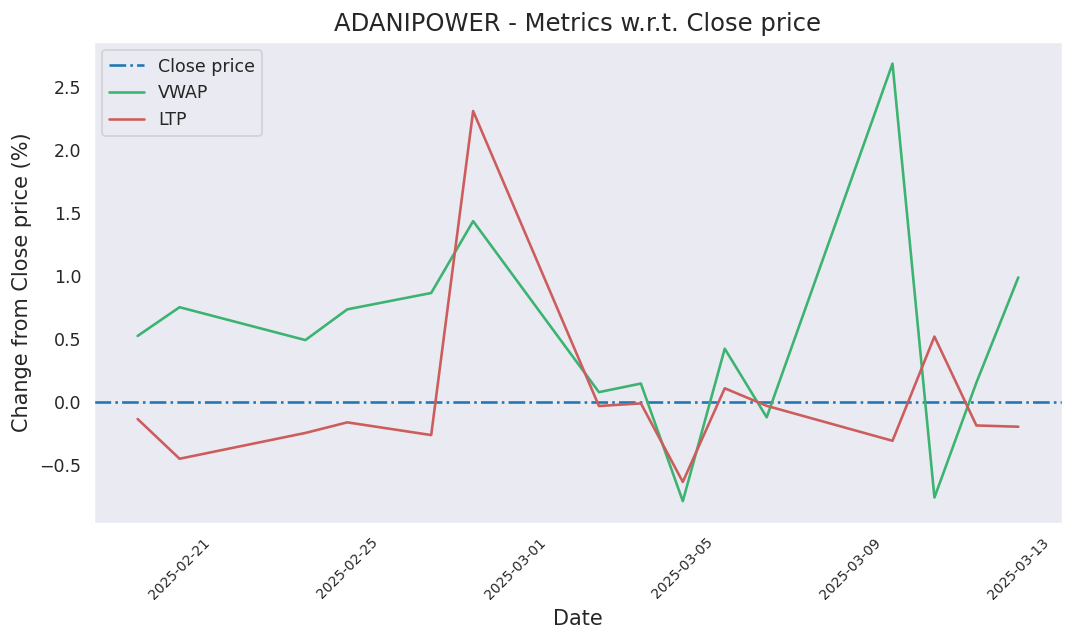 ADANIPOWER - Metrics w.r.t. Close price
Close price
VWAP
LTP
Change from Close price (%)
2.5
2.0
1.5
1.0
0.5
0.0
−0.5
2025-02-21
2025-02-25
2025-03-01
2025-03-05
2025-03-09
2025-03-13
Date